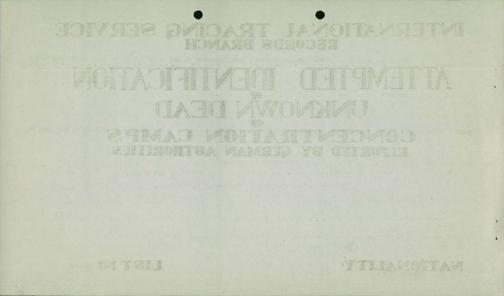 INTERNATIONAL TRACING SERVICE
RECORDS BRANCH
ATTEMPTED IDENTIFICATION
OF
UNKNOWN DEAD
OF
CONCENTRATION CAMPS
REPORTED BY GERMAN AUTHORITIES
NATIONALITY
LIST No